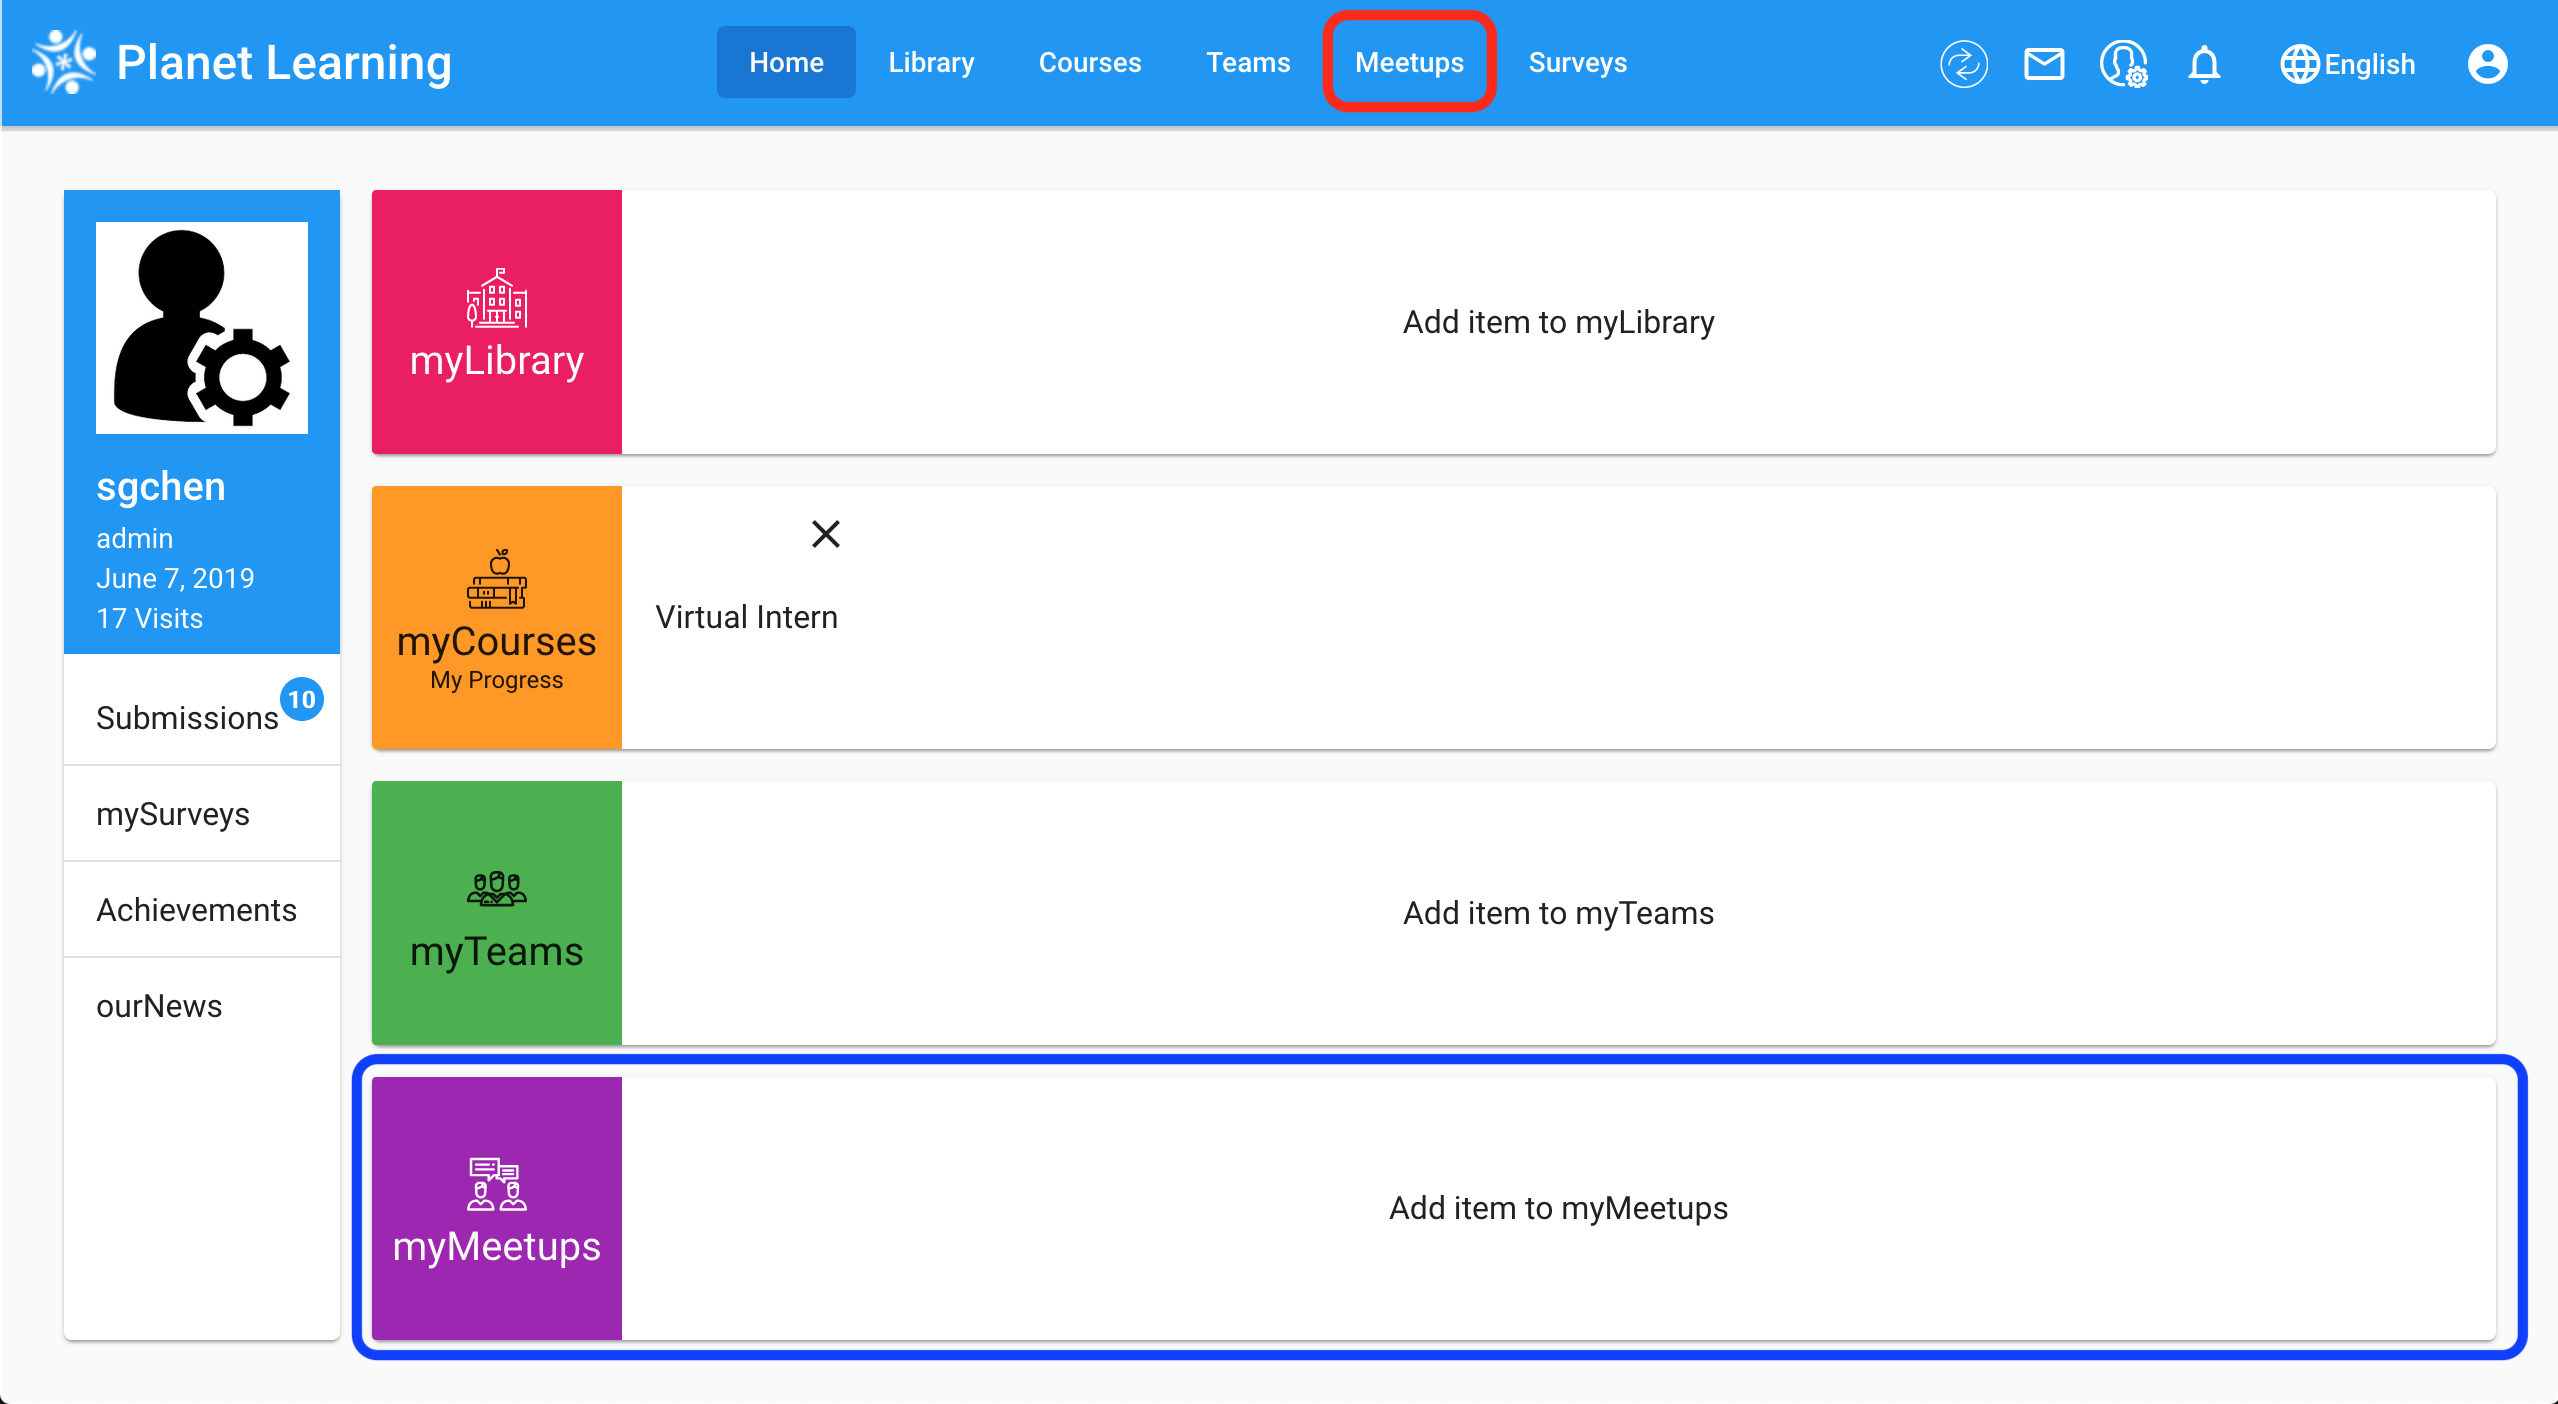 Planet Learning
Home Library Courses Teams Meetups Surveys
English
sgchen
admin
June 7, 2019
17 Visits
Submissions 10
mySurveys
Achievements
ourNews
myLibrary
Add item to myLibrary
myCourses
My Progress
Virtual Intern
myTeams
Add item to myTeams
myMeetups
Add item to myMeetups